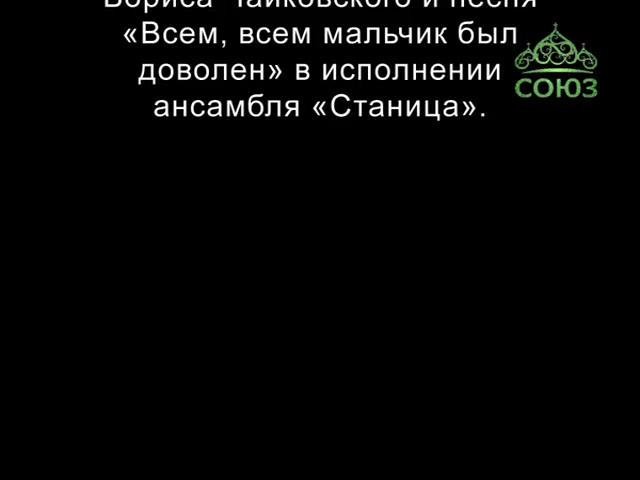 Бориса Чайковского и песня
«Всем, всем мальчик был
доволен» в исполнении
ансамбля «Станица».
СОЮЗ